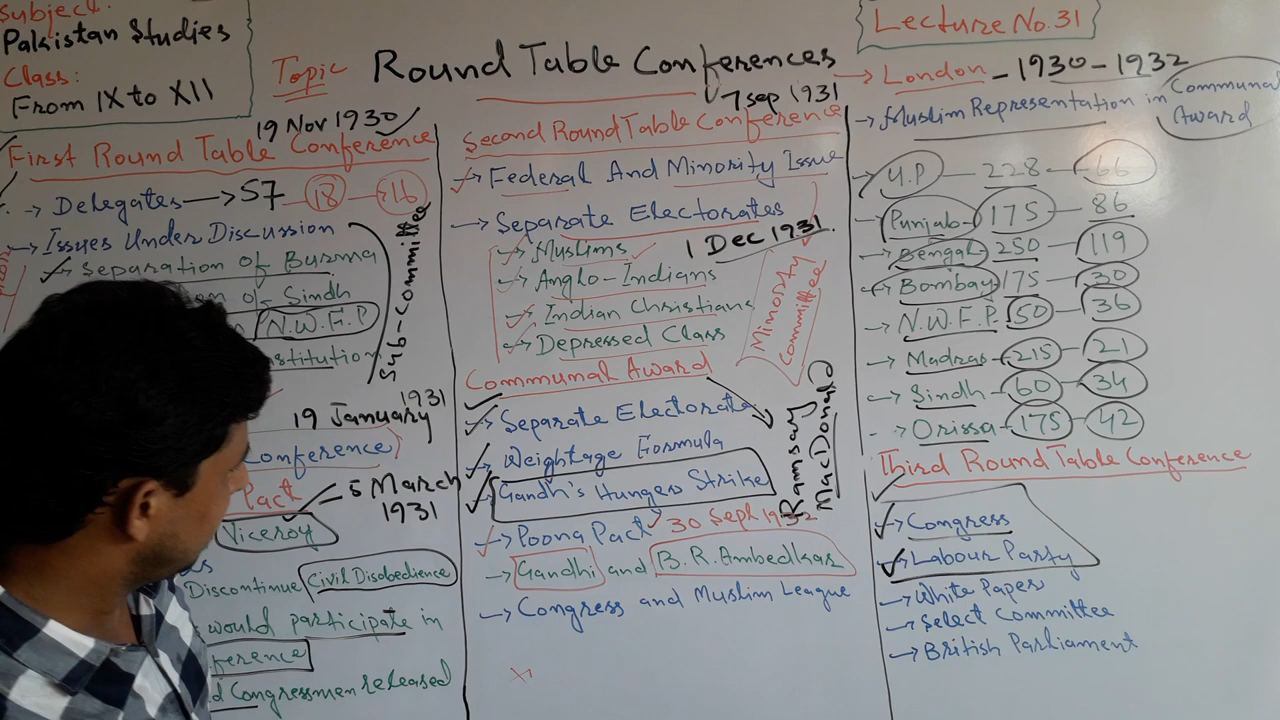 Subject:
Pakistan Studies
Class:
From IX to XII
Topic Round Table Conferences
Lecture No.31
→ London - 1930 - 1932
19 Nov 1930
First Round Table Conference
→ Delegates → 57 18 - 16
→ Issues Under Discussion
→ Separation of Burma
of Sindh
N.W.F.P
Sub-committee
19 January 1931
Conference
Pact
5 March 1931
Viceroy
Discontinue Civil Disobedience
would participate in
Congressmen released
7 sep 1931
Second Round Table Conference
→ Federal And Minority Issue
→ Separate Electorates
1 Dec 1931
→ Muslims
→ Anglo-Indians
→ Indian Christians
→ Depressed Class
Minority Committee
Communal Award
→ Separate Electorate
→ Weightage Formula
→ Gandh's Hunger Strike
Ramsay MacDonald
→ Poona Pact 30 Sept 1932
→ Gandhi and B.R.Ambedkar
→ Congress and Muslim League
→ Muslim Representation in Communal Award
→ U.P - 228 - 66
→ Punjab - 175 - 86
→ Bengal 250 - 119
→ Bombay 175 - 30
→ N.W.F.P. 50 - 36
→ Madras - 215 - 21
→ Sindh - 60 - 34
→ Orissa - 175 - 42
Third Round Table Conference
→ Congress
→ Labour Party
→ White Paper
→ Select Committee
→ British Parliament